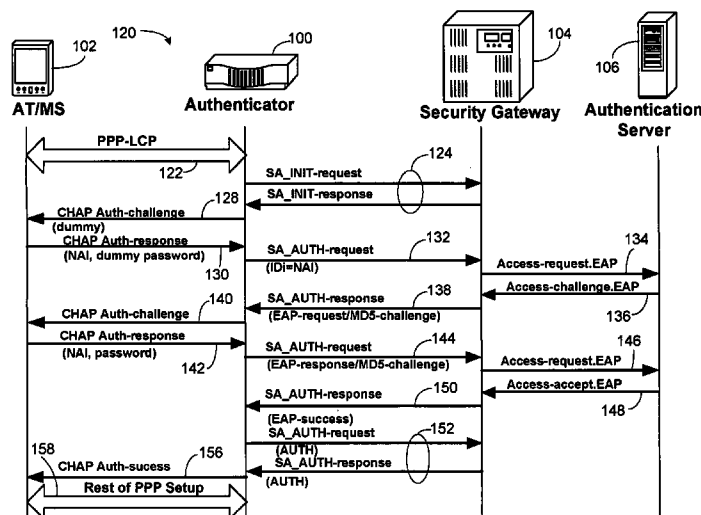 102
120
100
104
106
AT/MS
Authenticator
Security Gateway
Authentication
Server
PPP-LCP
122
SA_INIT-request
124
SA_INIT-response
CHAP Auth-challenge
128
(dummy)
CHAP Auth-response
(NAI, dummy password)
130
SA_AUTH-request
132
(IDi=NAI)
Access-request.EAP
134
SA_AUTH-response
138
Access-challenge.EAP
136
(EAP-request/MD5-challenge)
CHAP Auth-challenge
140
CHAP Auth-response
(NAI, password)
142
SA_AUTH-request
144
(EAP-response/MD5-challenge)
Access-request.EAP
146
SA_AUTH-response
150
Access-accept.EAP
148
(EAP-success)
SA_AUTH-request
152
(AUTH)
CHAP Auth-sucess
156
SA_AUTH-response
(AUTH)
158
Rest of PPP Setup